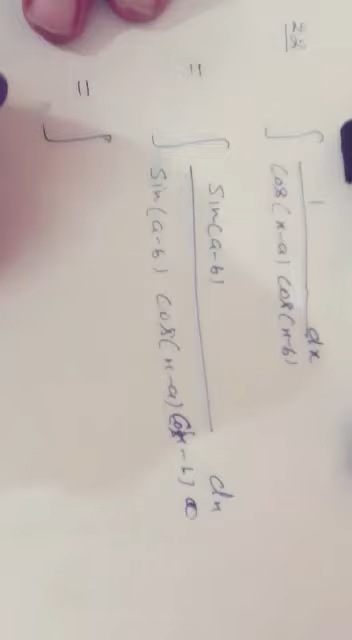 22 ∫ 1 / cos(x-a) cos(x-b) dx
= ∫ Sin(a-b) / Sin(a-b) cos(x-a) cos(x-b) dx
= ∫